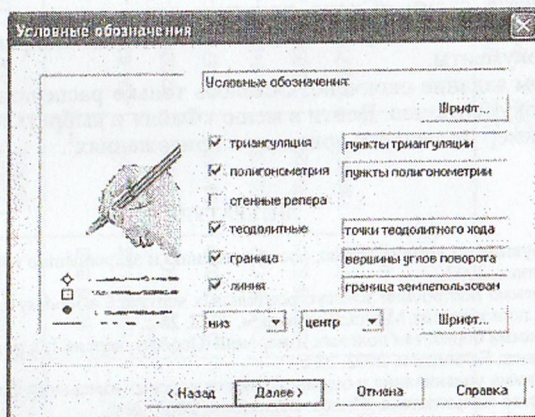 Условные обозначения
Условные обозначения:
Шрифт...
триангуляция пункты триангуляции
полигонометрия пункты полигонометрии
стенные репера
теодолитные точки теодолитного хода
граница вершины углов поворота
линия граница землепользован
низ центр Шрифт...
< Назад Далее > Отмена Справка